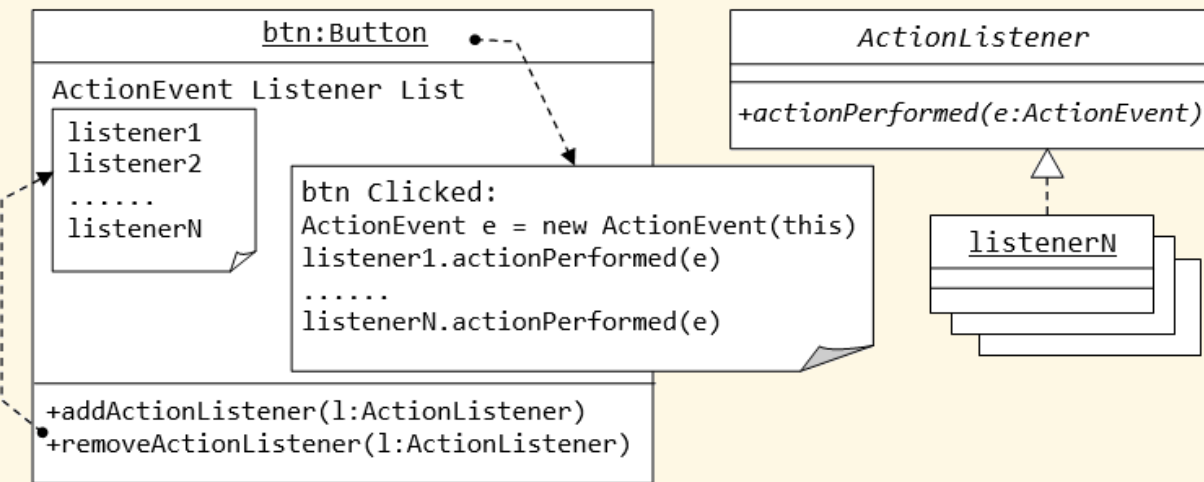 btn:Button
ActionEvent Listener List
listener1
listener2
......
listenerN
btn Clicked:
ActionEvent e = new ActionEvent(this)
listener1.actionPerformed(e)
......
listenerN.actionPerformed(e)
+addActionListener(l:ActionListener)
+removeActionListener(l:ActionListener)
ActionListener
+actionPerformed(e:ActionEvent)
listenerN